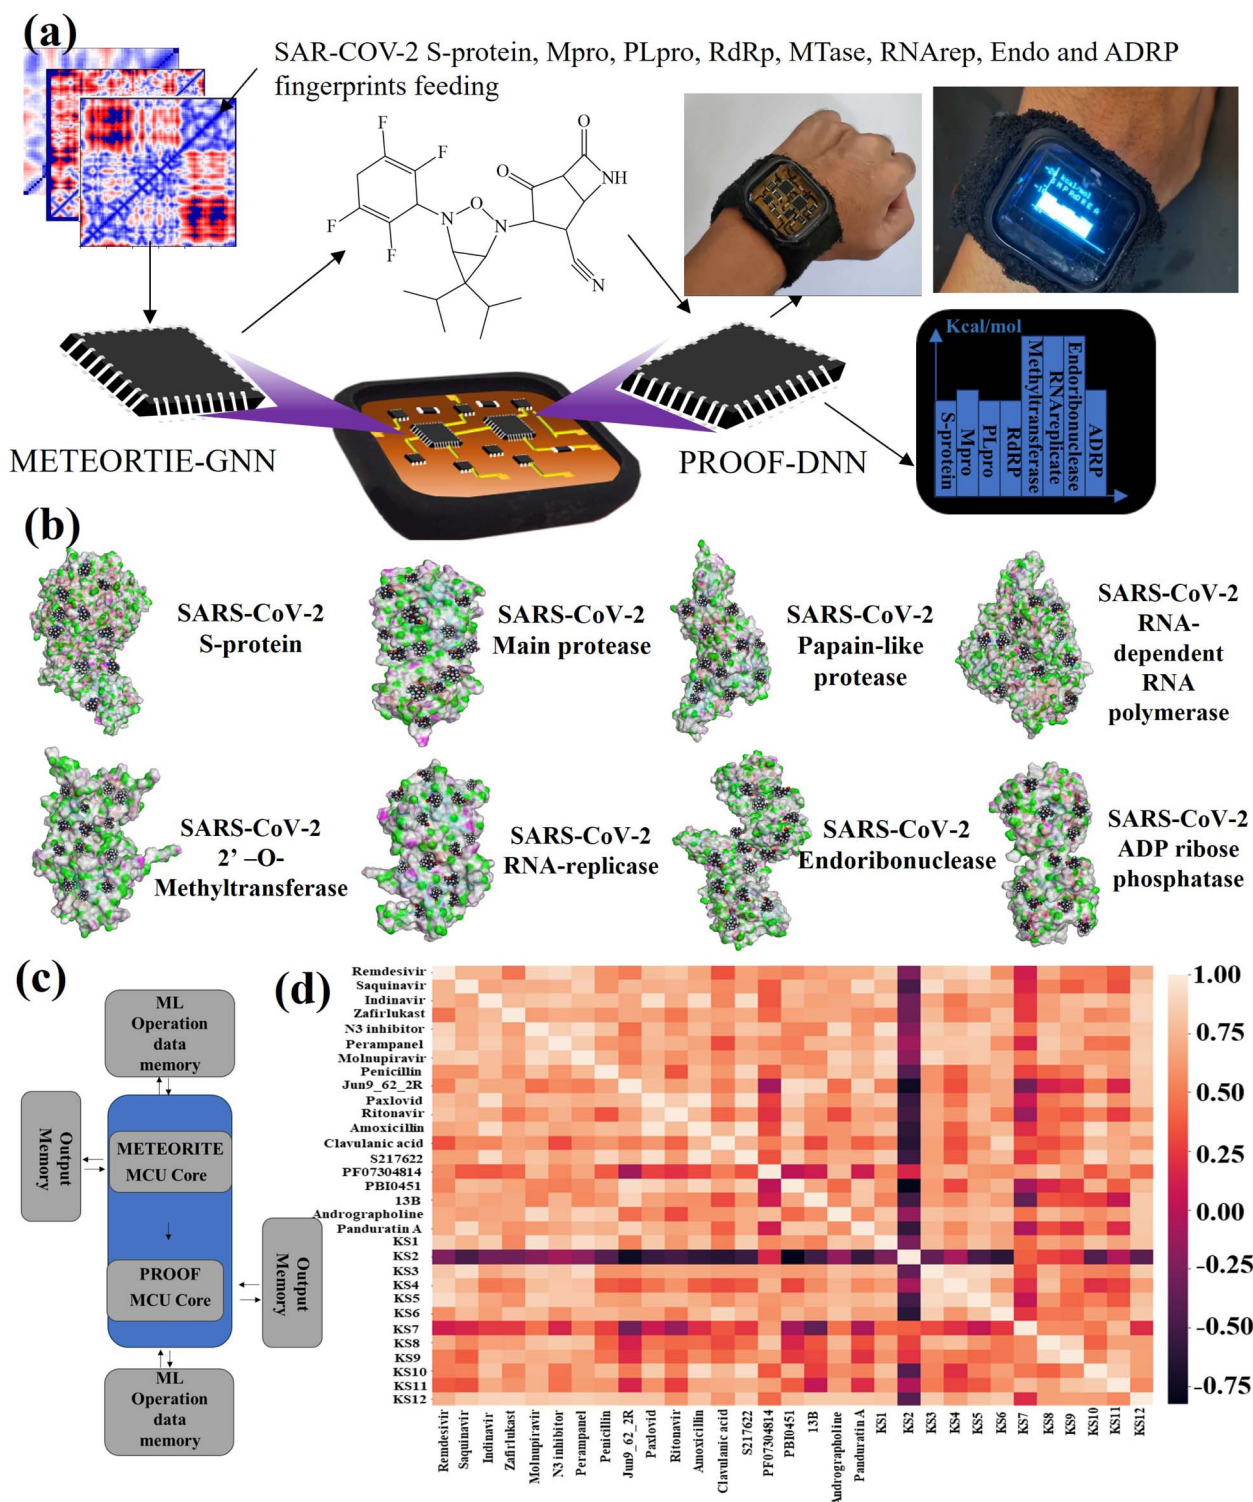 (a)
SAR-COV-2 S-protein, Mpro, PLpro, RdRp, MTase, RNArep, Endo and ADRP
fingerprints feeding
F
F
F
F
N
O
N
O
O
NH
N
kcal/mol
METEORTIE-GNN
PROOF-DNN
Kcal/mol
S-protein
Mpro
PLpro
RdRP
Methyltransferase
RNAreplicate
Endoribonuclease
ADRP
(b)
SARS-CoV-2
S-protein
SARS-CoV-2
Main protease
SARS-CoV-2
Papain-like
protease
SARS-CoV-2
RNA-
dependent
RNA
polymerase
SARS-CoV-2
2’ –O-
Methyltransferase
SARS-CoV-2
RNA-replicase
SARS-CoV-2
Endoribonuclease
SARS-CoV-2
ADP ribose
phosphatase
(c)
ML
Operation
data
memory
Output
Memory
METEORITE
MCU Core
PROOF
MCU Core
Output
Memory
ML
Operation
data
memory
(d)
Remdesivir
Saquinavir
Indinavir
Zafirlukast
N3 inhibitor
Perampanel
Molnupiravir
Penicillin
Jun9_62_2R
Paxlovid
Ritonavir
Amoxicillin
Clavulanic acid
S217622
PF07304814
PBI0451
13B
Andrographoline
Panduratin A
KS1
KS2
KS3
KS4
KS5
KS6
KS7
KS8
KS9
KS10
KS11
KS12
Remdesivir
Saquinavir
Indinavir
Zafirlukast
Molnupiravir
N3 inhibitor
Perampanel
Penicillin
Jun9_62_2R
Paxlovid
Ritonavir
Amoxicillin
Clavulanic acid
S217622
PF07304814
PBI0451
13B
Andrographoline
Panduratin A
KS1
KS2
KS3
KS4
KS5
KS6
KS7
KS8
KS9
KS10
KS11
KS12
1.00
0.75
0.50
0.25
0.00
-0.25
-0.50
-0.75